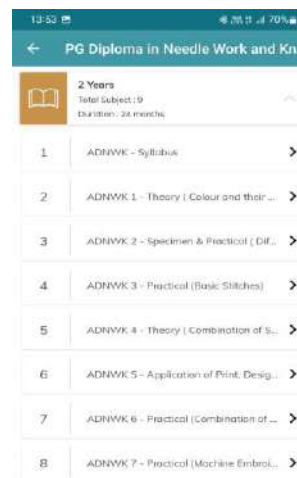 13:53 70%
PG Diploma in Needle Work and Kn
2 Years
Total Subject : 9
Duration : 24 months
1 ADNWK - Syllabus
2 ADNWK 1 - Theory ( Colour and their ...
3 ADNWK 2 - Specimen & Practical ( Dif...
4 ADNWK 3 - Practical (Basic Stitches)
5 ADNWK 4 - Theory ( Combination of S...
6 ADNWK 5 - Application of Print, Desig...
7 ADNWK 6 - Practical (Combination of ...
8 ADNWK 7 - Practical (Machine Embroi...